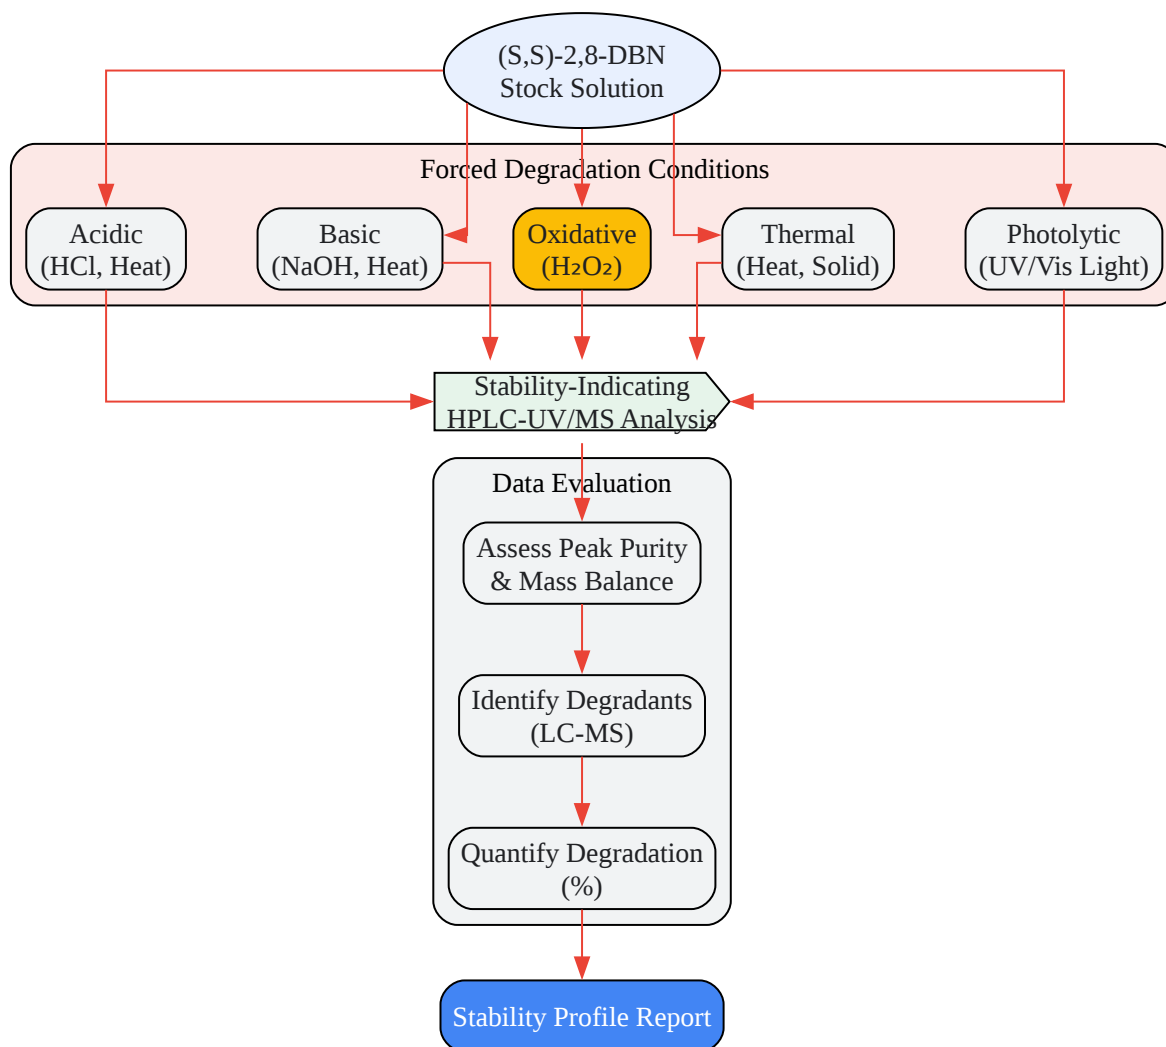 (S,S)-2,8-DBN
Stock Solution
Forced Degradation Conditions
Acidic
(HCl, Heat)
Basic
(NaOH, Heat)
Oxidative
(H₂O₂)
Thermal
(Heat, Solid)
Photolytic
(UV/Vis Light)
Stability-Indicating
HPLC-UV/MS Analysis
Data Evaluation
Assess Peak Purity
& Mass Balance
Identify Degradants
(LC-MS)
Quantify Degradation
(%)
Stability Profile Report